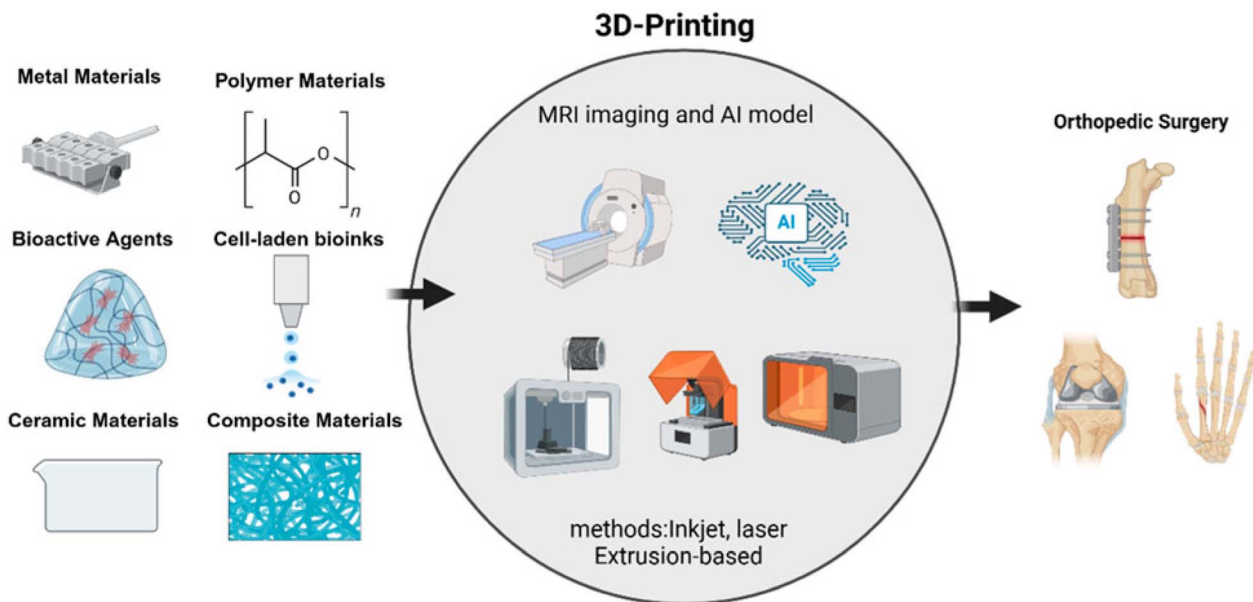 3D-Printing
Metal Materials
Polymer Materials
O
O
n
Bioactive Agents
Cell-laden bioinks
Ceramic Materials
Composite Materials
MRI imaging and AI model
AI
methods:Inkjet, laser
Extrusion-based
Orthopedic Surgery